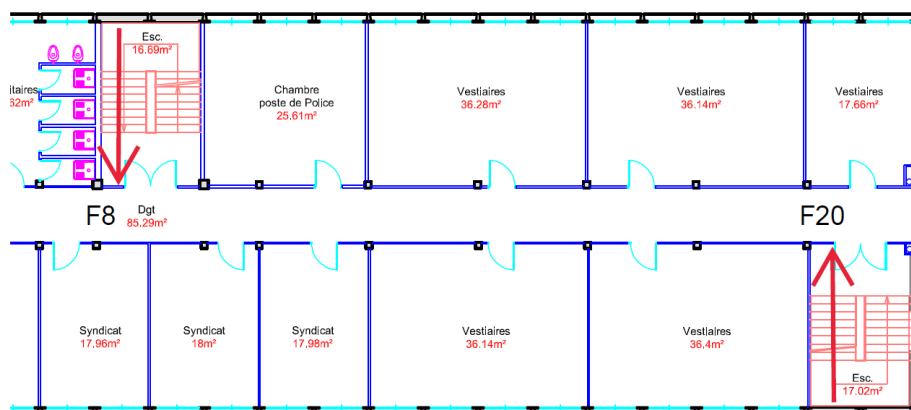 Esc.
16.69m²
itaires
62m²
Chambre
poste de Police
25.61m²
Vestiaires
36.28m²
Vestiaires
36.14m²
Vestiaires
17.66m²
F8
Dgt
85.29m²
F20
Syndicat
17,96m²
Syndicat
18m²
Syndicat
17.98m²
Vestiaires
36.14m²
Vestiaires
36,4m²
Esc.
17.02m²